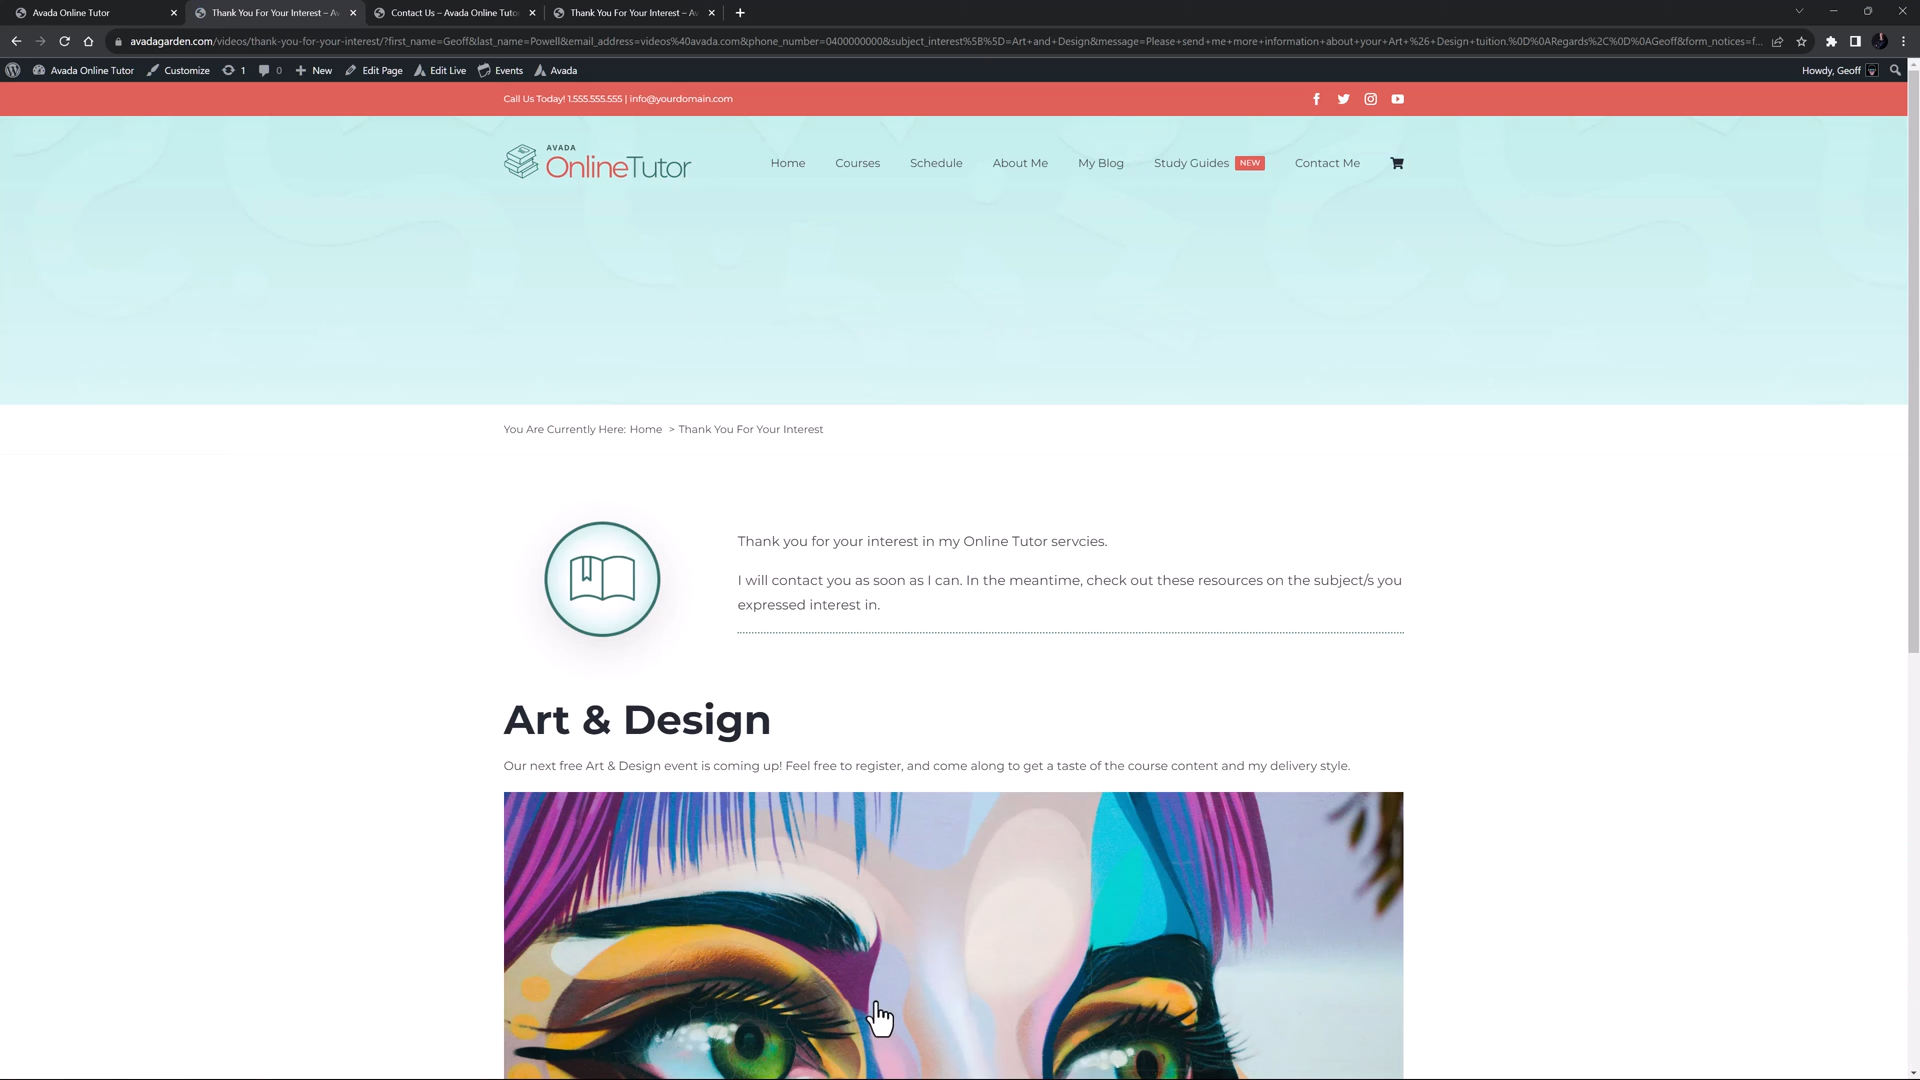 Avada Online Tutor
Thank You For Your Interest – Av
Contact Us – Avada Online Tutor
Thank You For Your Interest – Av
avadagarden.com/videos/thank-you-for-your-interest/?first_name=Geoff&last_name=Powell&email_address=videos%40avada.com&phone_number=0400000000&subject_interest%5B%5D=Art+and+Design&message=Please+send+me+more+information+about+your+Art+%26+Design+tuition.%0D%0ARegards%2C%0D%0AGeoff&form_notices=f...
Avada Online Tutor
Customize
1
0
New
Edit Page
Edit Live
Events
Avada
Howdy, Geoff
Call Us Today! 1.555.555.555 | info@yourdomain.com
AVADA
OnlineTutor
Home
Courses
Schedule
About Me
My Blog
Study Guides NEW
Contact Me
You Are Currently Here: Home > Thank You For Your Interest
Thank you for your interest in my Online Tutor servcies.
I will contact you as soon as I can. In the meantime, check out these resources on the subject/s you
expressed interest in.
Art & Design
Our next free Art & Design event is coming up! Feel free to register, and come along to get a taste of the course content and my delivery style.